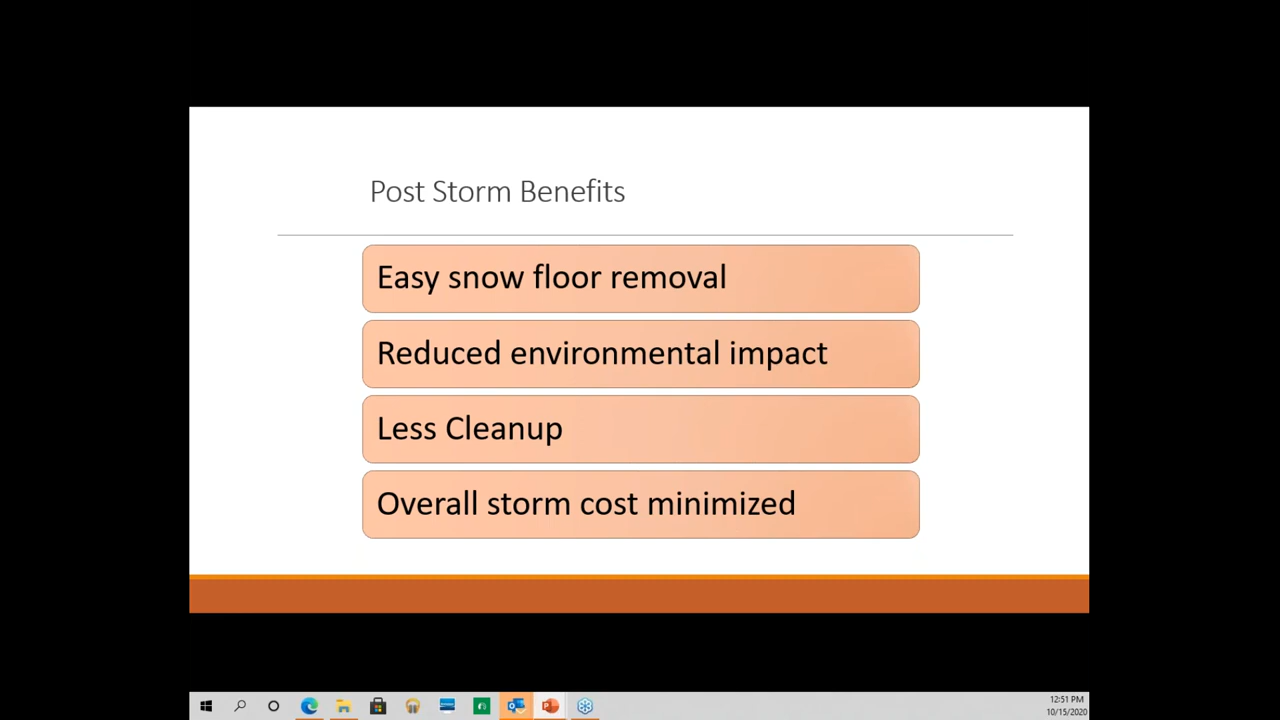 Post Storm Benefits
Easy snow floor removal
Reduced environmental impact
Less Cleanup
Overall storm cost minimized
12:51 PM
10/15/2020